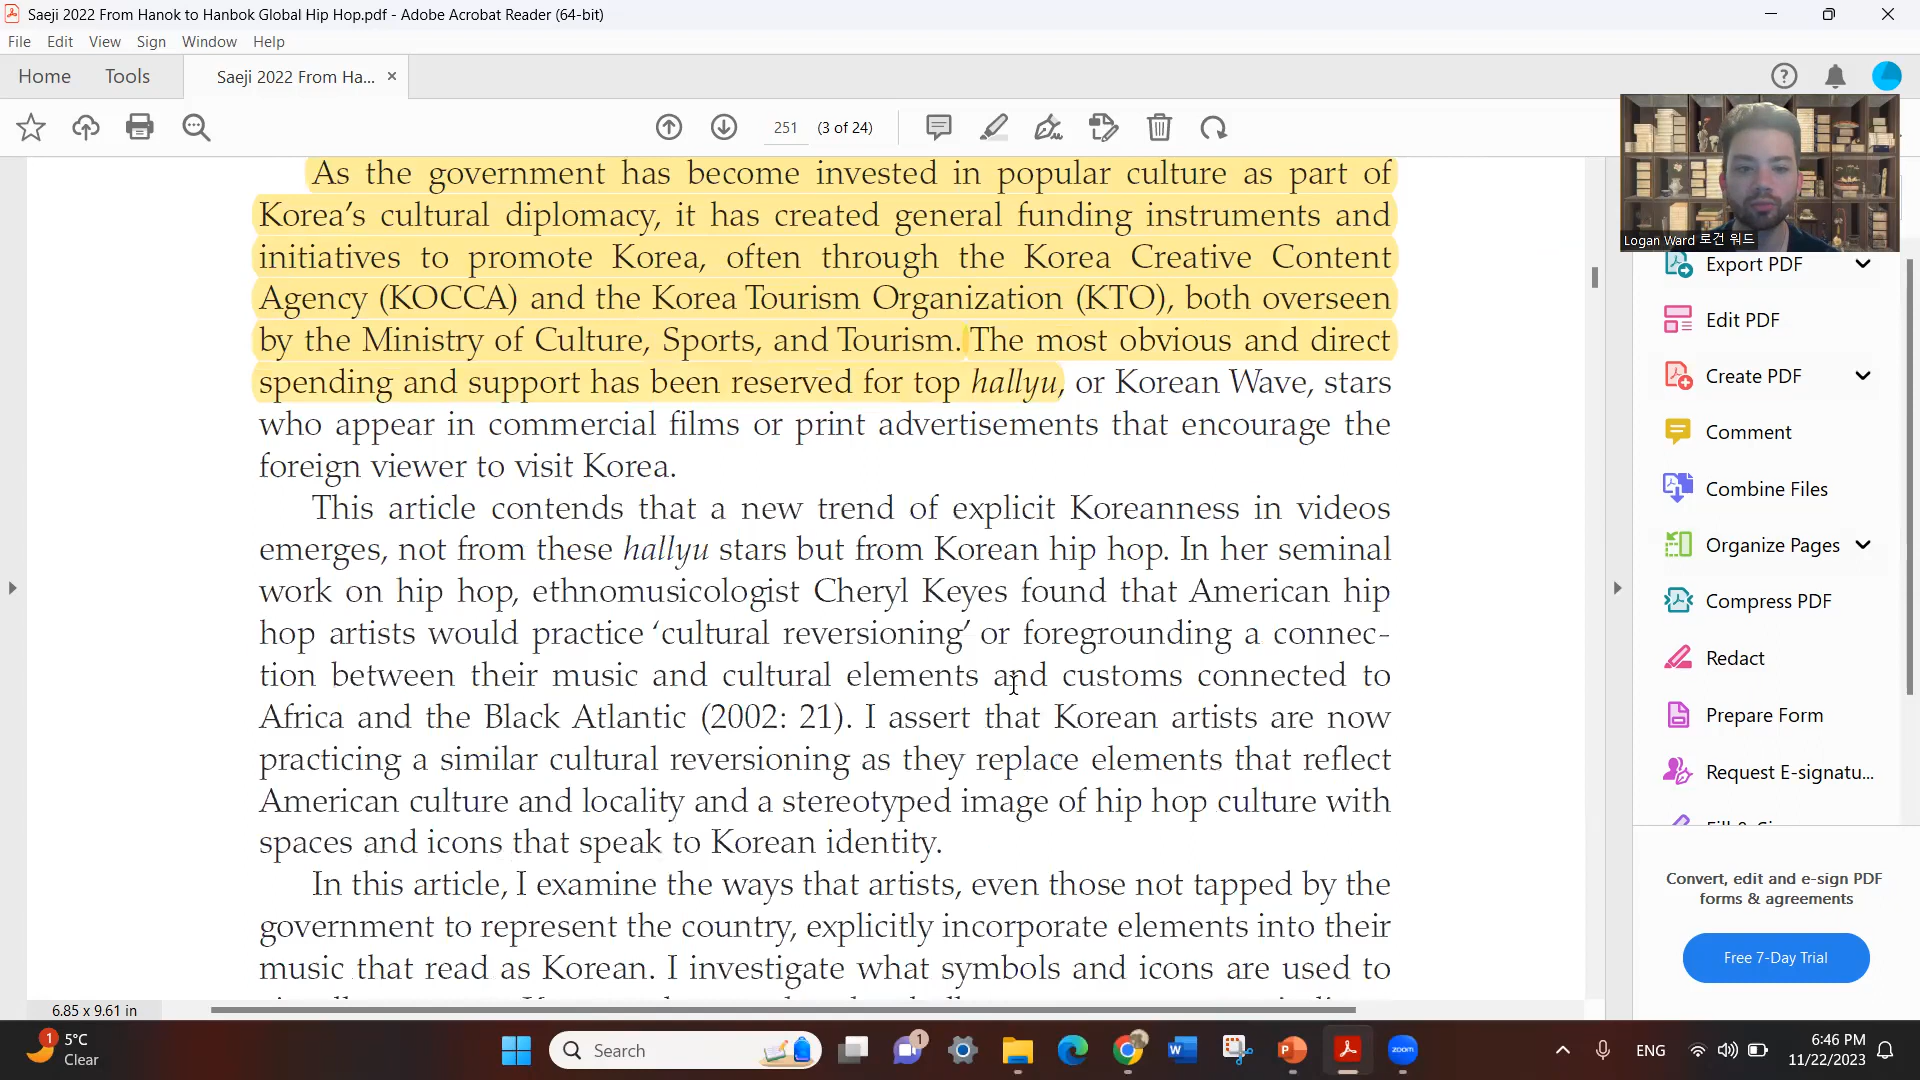 Saeji 2022 From Hanok to Hanbok Global Hip Hop.pdf - Adobe Acrobat Reader (64-bit)
File Edit View Sign Window Help
Home Tools Saeji 2022 From Ha... ×
251 (3 of 24)
As the government has become invested in popular culture as part of
Korea's cultural diplomacy, it has created general funding instruments and
initiatives to promote Korea, often through the Korea Creative Content
Agency (KOCCA) and the Korea Tourism Organization (KTO), both overseen
by the Ministry of Culture, Sports, and Tourism. The most obvious and direct
spending and support has been reserved for top hallyu, or Korean Wave, stars
who appear in commercial films or print advertisements that encourage the
foreign viewer to visit Korea.
This article contends that a new trend of explicit Koreanness in videos
emerges, not from these hallyu stars but from Korean hip hop. In her seminal
work on hip hop, ethnomusicologist Cheryl Keyes found that American hip
hop artists would practice ‘cultural reversioning’ or foregrounding a connec-
tion between their music and cultural elements and customs connected to
Africa and the Black Atlantic (2002: 21). I assert that Korean artists are now
practicing a similar cultural reversioning as they replace elements that reflect
American culture and locality and a stereotyped image of hip hop culture with
spaces and icons that speak to Korean identity.
In this article, I examine the ways that artists, even those not tapped by the
government to represent the country, explicitly incorporate elements into their
music that read as Korean. I investigate what symbols and icons are used to
Logan Ward 로건 워드
Export PDF
Edit PDF
Create PDF
Comment
Combine Files
Organize Pages
Compress PDF
Redact
Prepare Form
Request E-signatu...
Convert, edit and e-sign PDF
forms & agreements
Free 7-Day Trial
6.85 x 9.61 in
1
5°C
Clear
Search
1
zoom
ENG
6:46 PM
11/22/2023